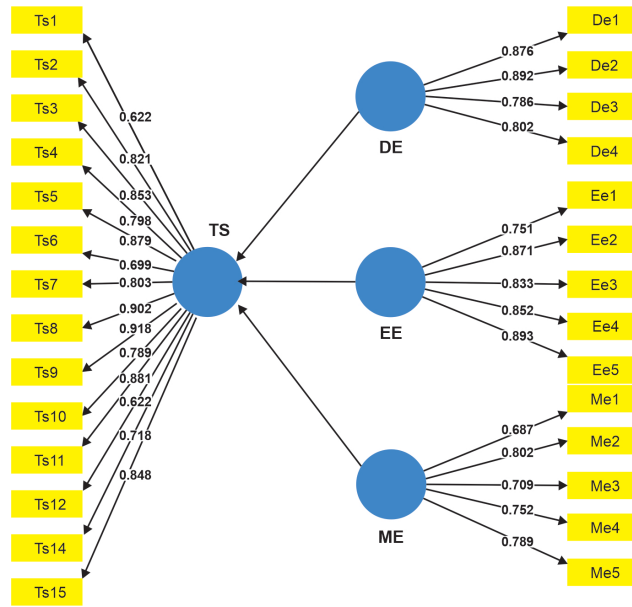 Ts1
Ts2
Ts3
Ts4
Ts5
Ts6
Ts7
Ts8
Ts9
Ts10
Ts11
Ts12
Ts14
Ts15
0.622
0.821
0.853
0.798
0.879
0.699
0.803
0.902
0.918
0.789
0.881
0.622
0.718
0.848
TS
DE
EE
ME
0.876
0.892
0.786
0.802
0.751
0.871
0.833
0.852
0.893
0.687
0.802
0.709
0.752
0.789
De1
De2
De3
De4
Ee1
Ee2
Ee3
Ee4
Ee5
Me1
Me2
Me3
Me4
Me5